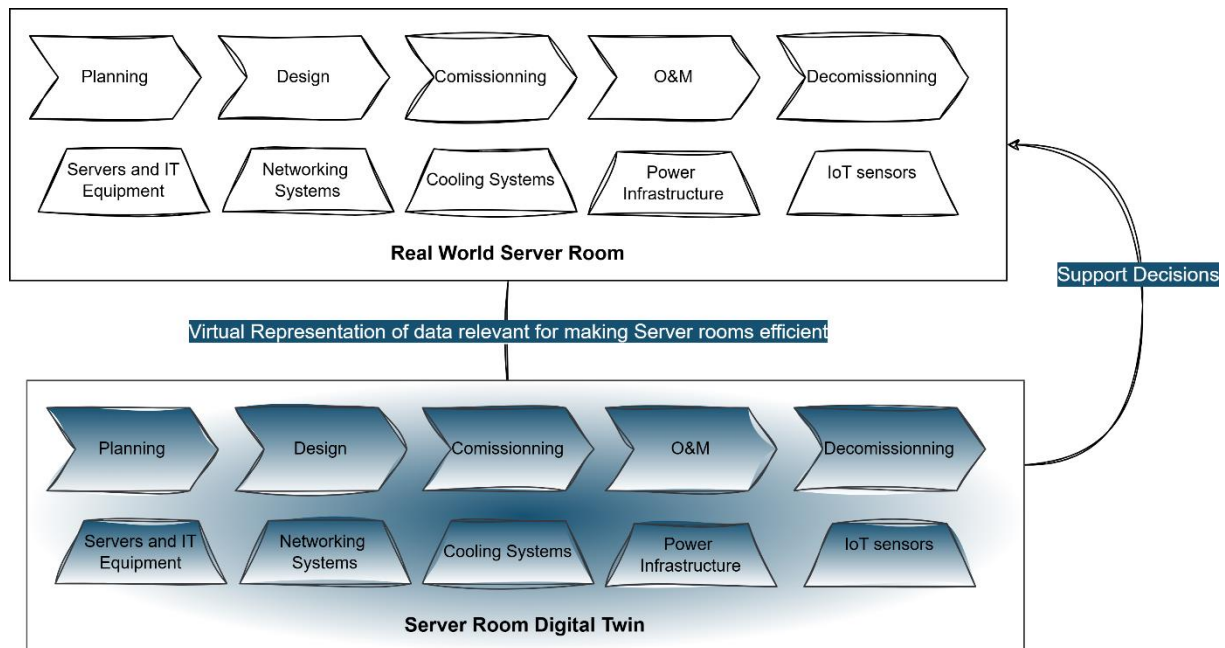 Planning
Design
Comissionning
O&M
Decomissionning
Servers and IT
Equipment
Networking
Systems
Cooling Systems
Power
Infrastructure
IoT sensors
Real World Server Room
Support Decisions
Virtual Representation of data relevant for making Server rooms efficient
Planning
Design
Comissionning
O&M
Decomissionning
Servers and IT
Equipment
Networking
Systems
Cooling Systems
Power
Infrastructure
IoT sensors
Server Room Digital Twin